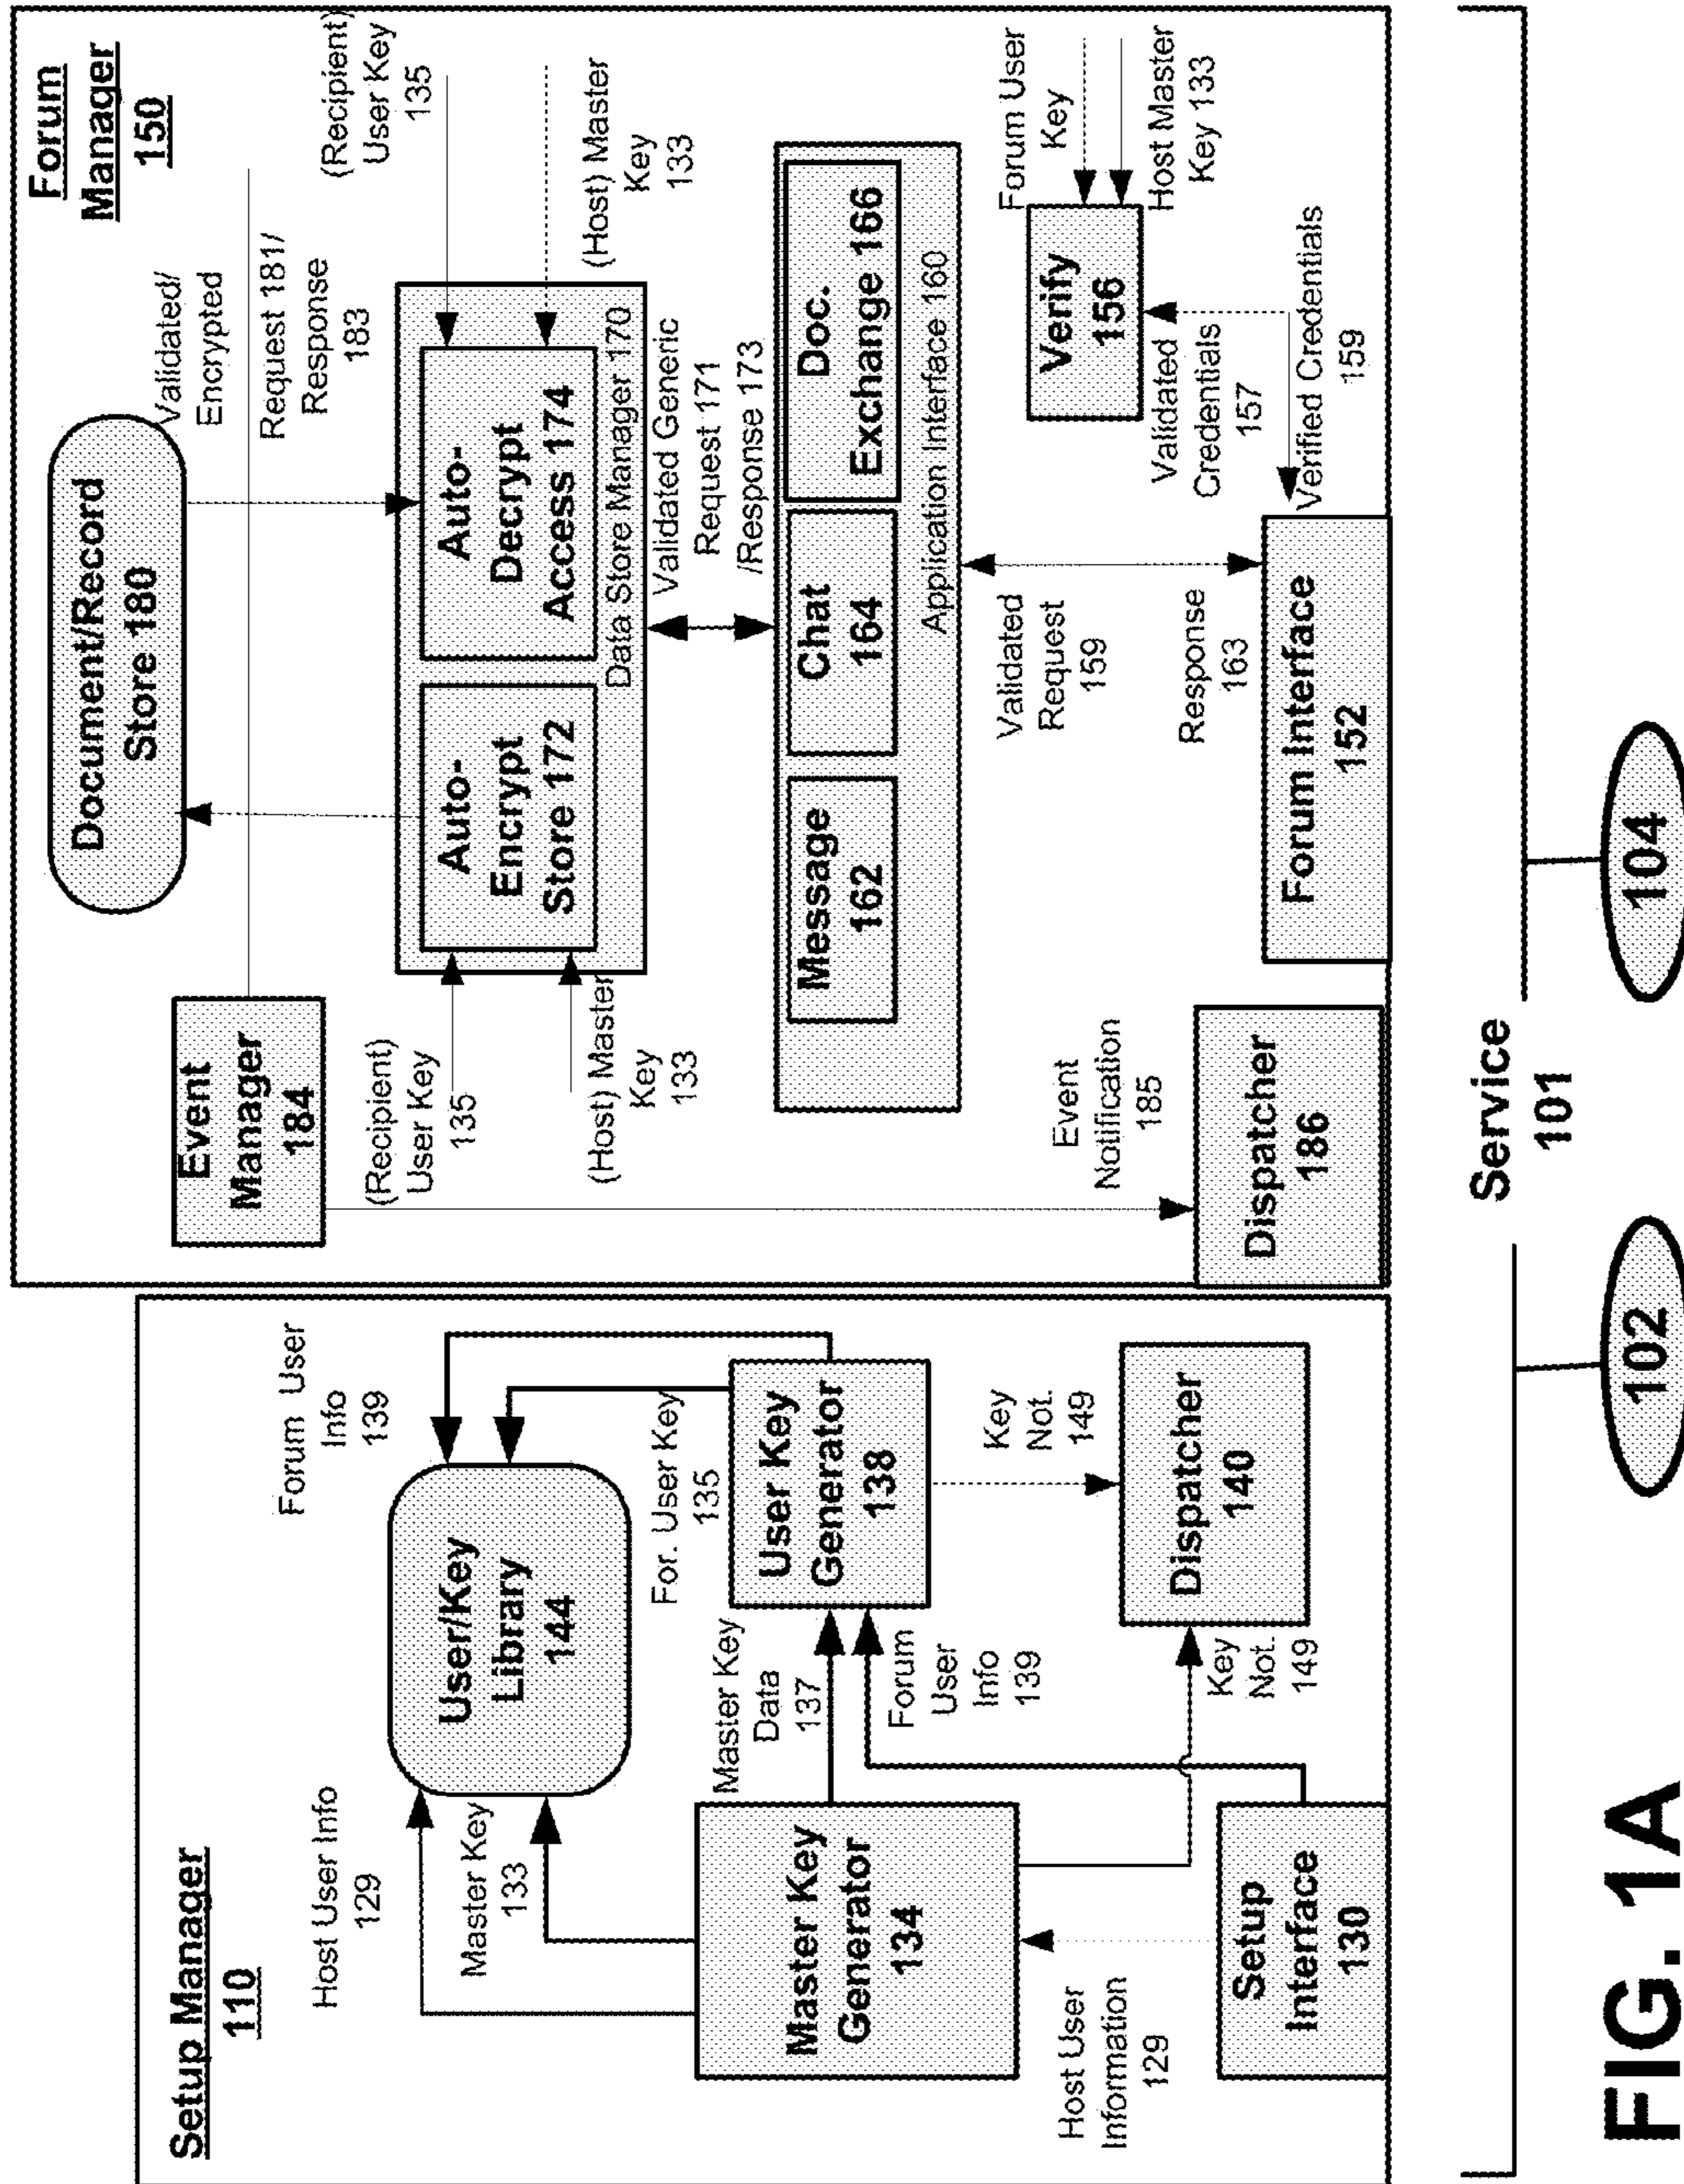 Setup Manager
110
Host User Info
129
Master Key
133
User/Key
Library
144
Forum User
Info
139
For. User Key
135
Master Key
Generator
134
Master Key
Data
137
User Key
Generator
138
Forum
User
Info
139
Key
Not.
149
Host User
Information
129
Setup
Interface
130
Key
Not.
149
Dispatcher
140
Forum
Manager
150
Event
Manager
184
Document/Record
Store 180
Validated/
Encrypted
Request 181/
Response
183
(Recipient)
User Key
135
(Host) Master
Key
133
Auto-
Encrypt
Store 172
Auto-
Decrypt
Access 174
Data Store Manager 170
(Recipient)
User Key
135
(Host) Master
Key
133
Validated Generic
Request 171
/Response 173
Message
162
Chat
164
Doc.
Exchange 166
Application Interface 160
Event
Notification
185
Dispatcher
186
Validated
Request
159
Response
163
Forum Interface
152
Forum User
Key
Host Master
Key 133
Verify
156
Validated
Credentials
157
Verified Credentials
159
Service
101
102
104
FIG. 1A